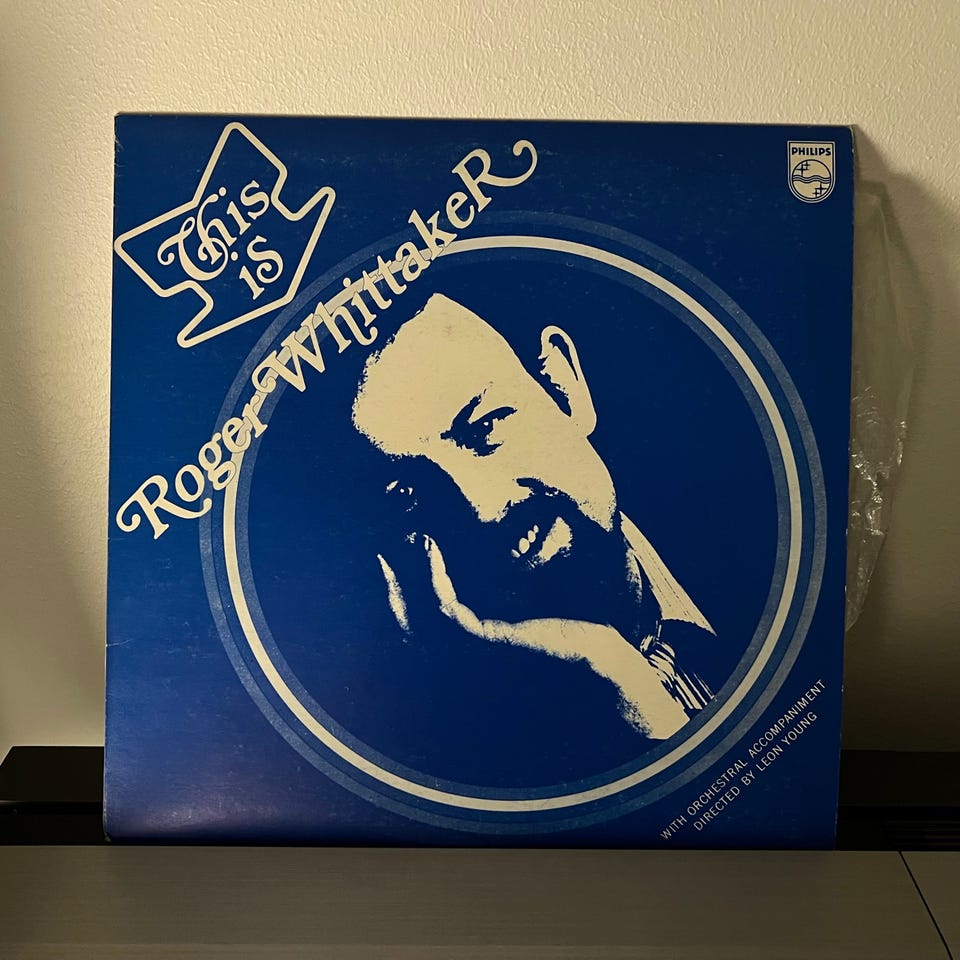 This
is
Roger Whittaker
PHILIPS
WITH ORCHESTRAL ACCOMPANIMENT
DIRECTED BY LEON YOUNG